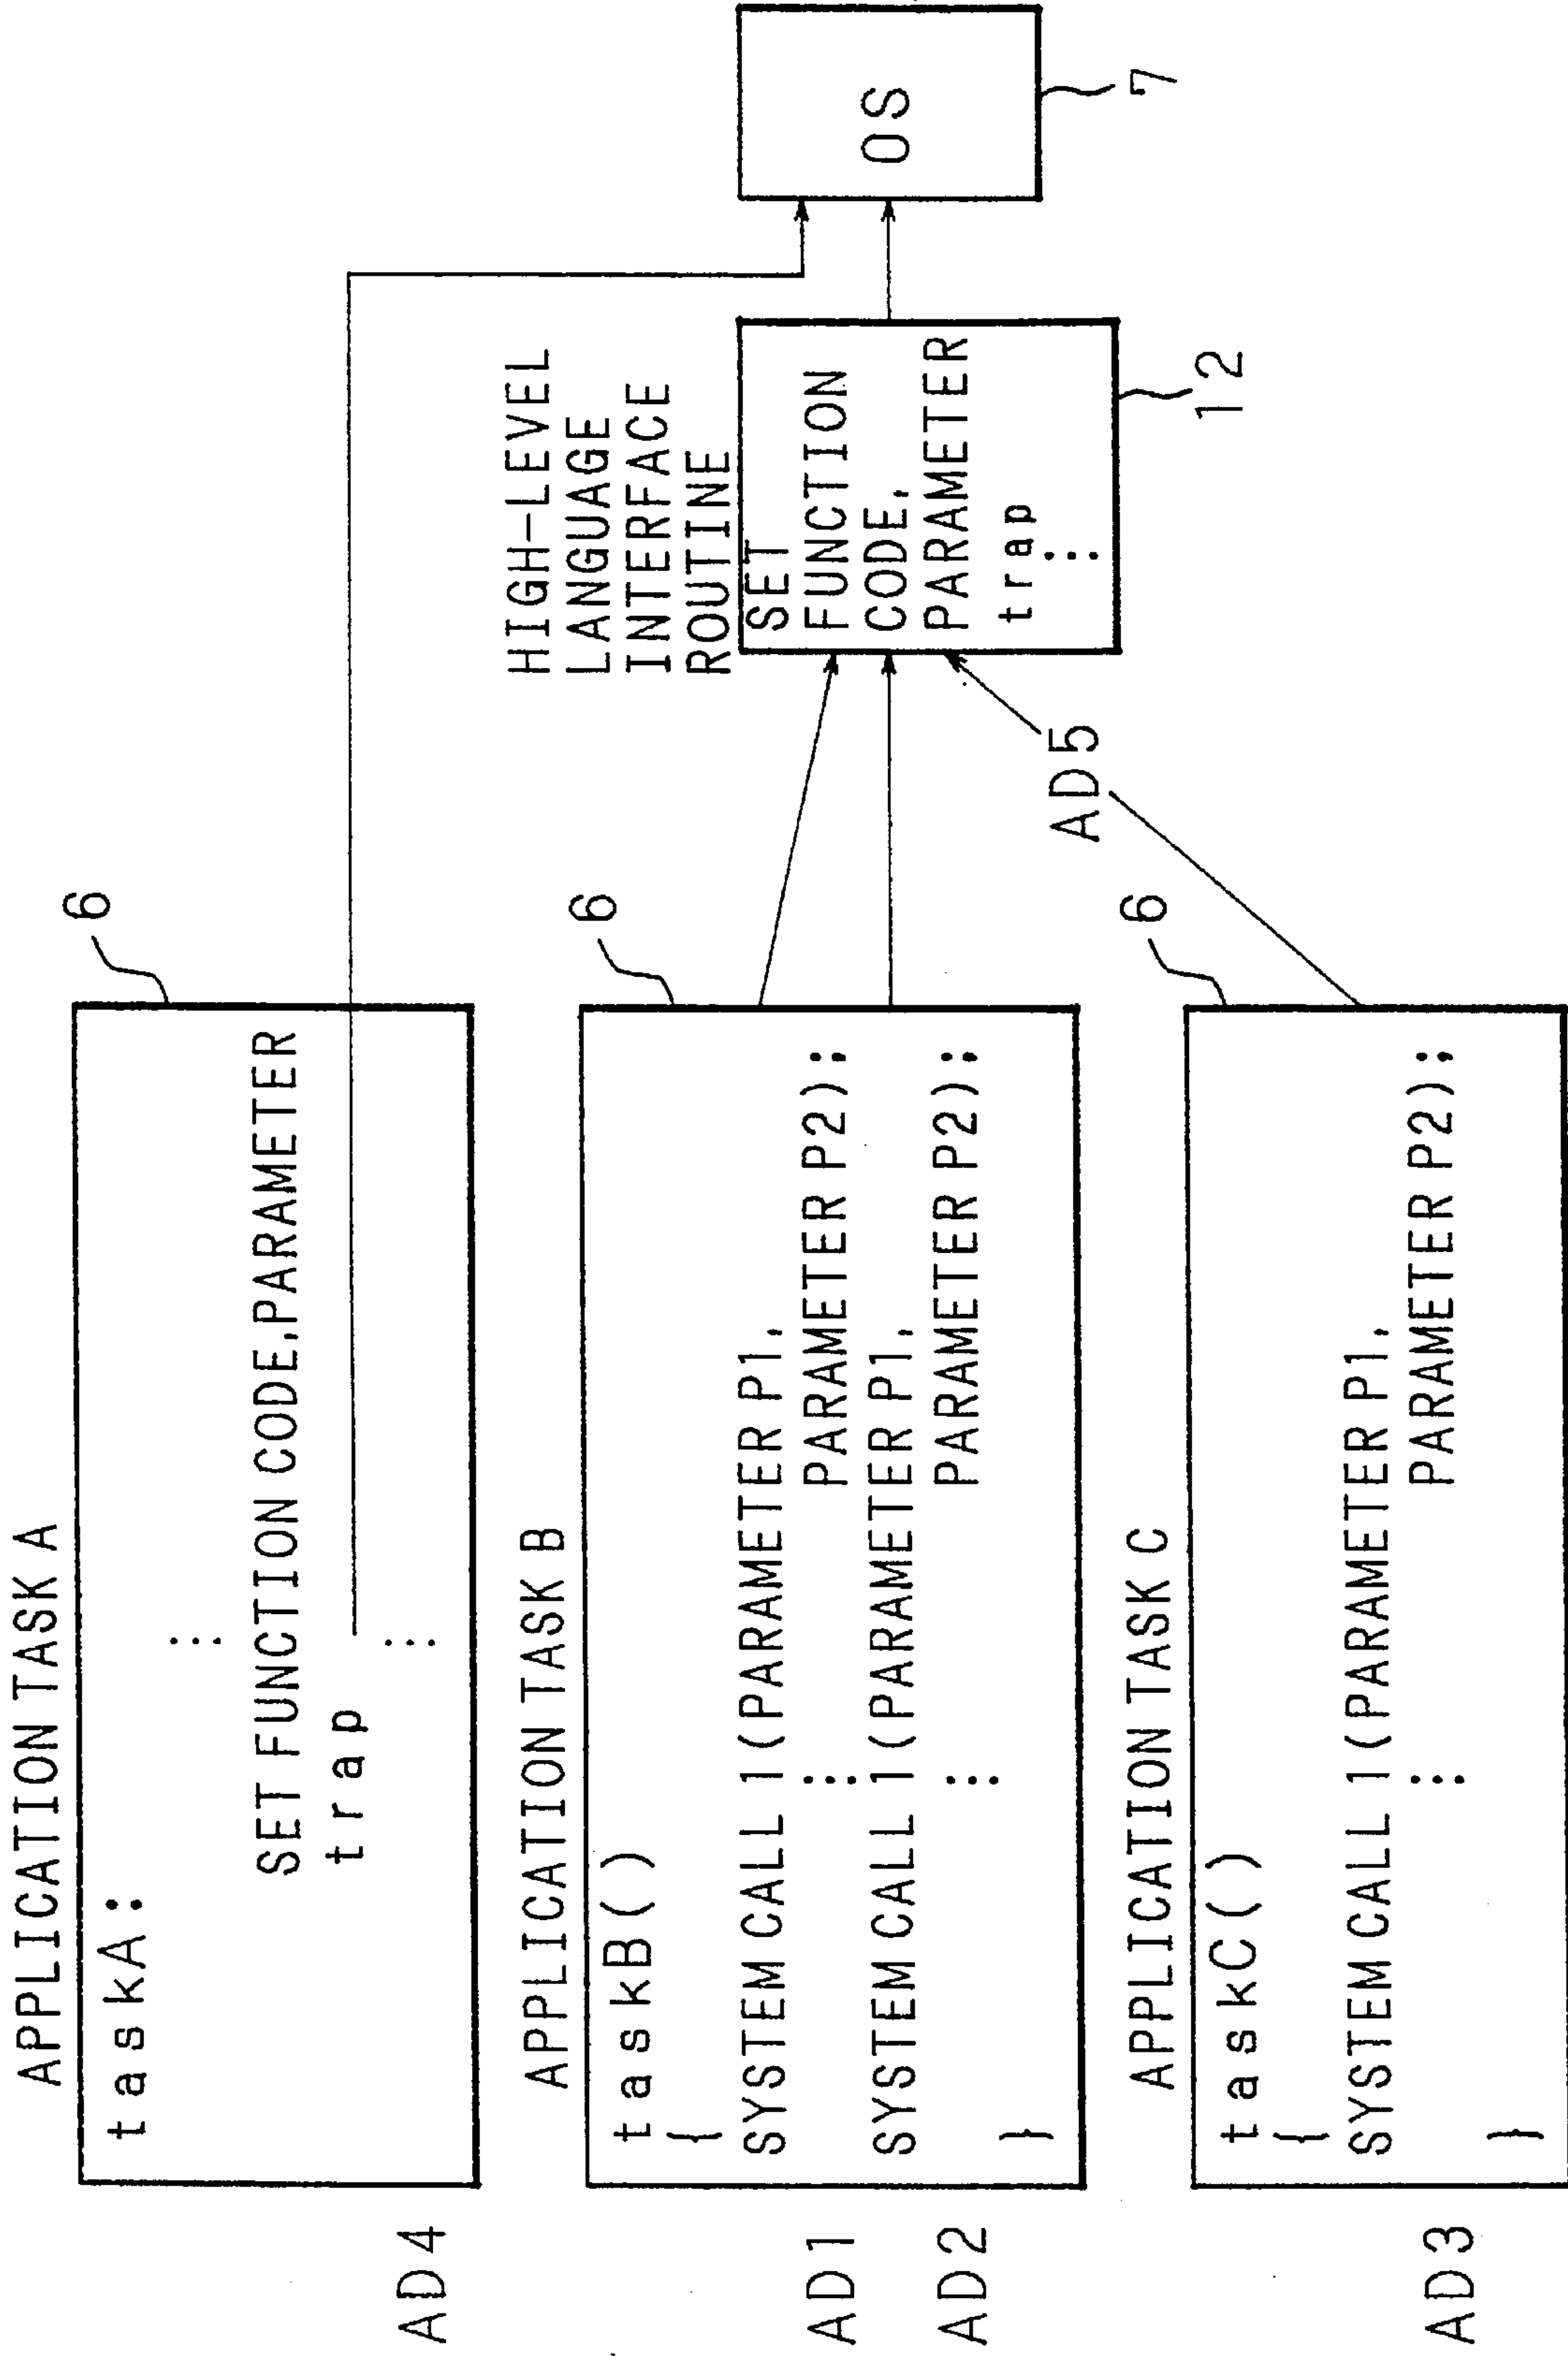 APPLICATION TASK A
6
taskA:
⋮
SET FUNCTION CODE,PARAMETER
trap
⋮
AD4
APPLICATION TASK B
6
taskB()
{
SYSTEM CALL 1(PARAMETER P1,
PARAMETER P2);
⋮
AD1
SYSTEM CALL 1(PARAMETER P1,
PARAMETER P2);
⋮
AD2
}
APPLICATION TASK C
6
taskC()
{
SYSTEM CALL 1(PARAMETER P1,
PARAMETER P2);
⋮
AD3
}
AD5
HIGH-LEVEL
LANGUAGE
INTERFACE
ROUTINE
SET
FUNCTION
CODE,
PARAMETER
trap
⋮
12
OS
7